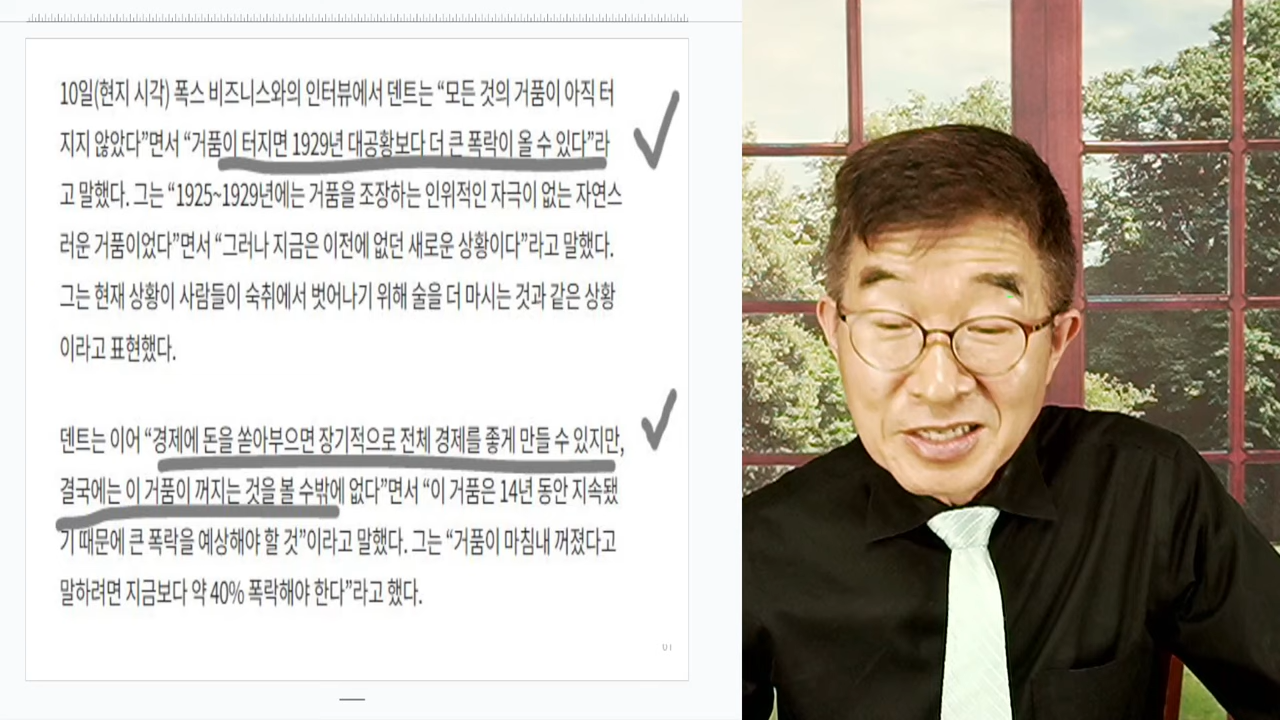 10일(현지 시각) 폭스 비즈니스와의 인터뷰에서 덴트는 “모든 것의 거품이 아직 터
지지 않았다”면서 “거품이 터지면 1929년 대공황보다 더 큰 폭락이 올 수 있다”라
고 말했다. 그는 “1925~1929년에는 거품을 조장하는 인위적인 자극이 없는 자연스
러운 거품이었다”면서 “그러나 지금은 이전에 없던 새로운 상황이다”라고 말했다.
그는 현재 상황이 사람들이 숙취에서 벗어나기 위해 술을 더 마시는 것과 같은 상황
이라고 표현했다.
덴트는 이어 “경제에 돈을 쏟아부으면 장기적으로 전체 경제를 좋게 만들 수 있지만,
결국에는 이 거품이 꺼지는 것을 볼 수밖에 없다”면서 “이 거품은 14년 동안 지속됐
기 때문에 큰 폭락을 예상해야 할 것”이라고 말했다. 그는 “거품이 마침내 꺼졌다고
말하려면 지금보다 약 40% 폭락해야 한다”라고 했다.